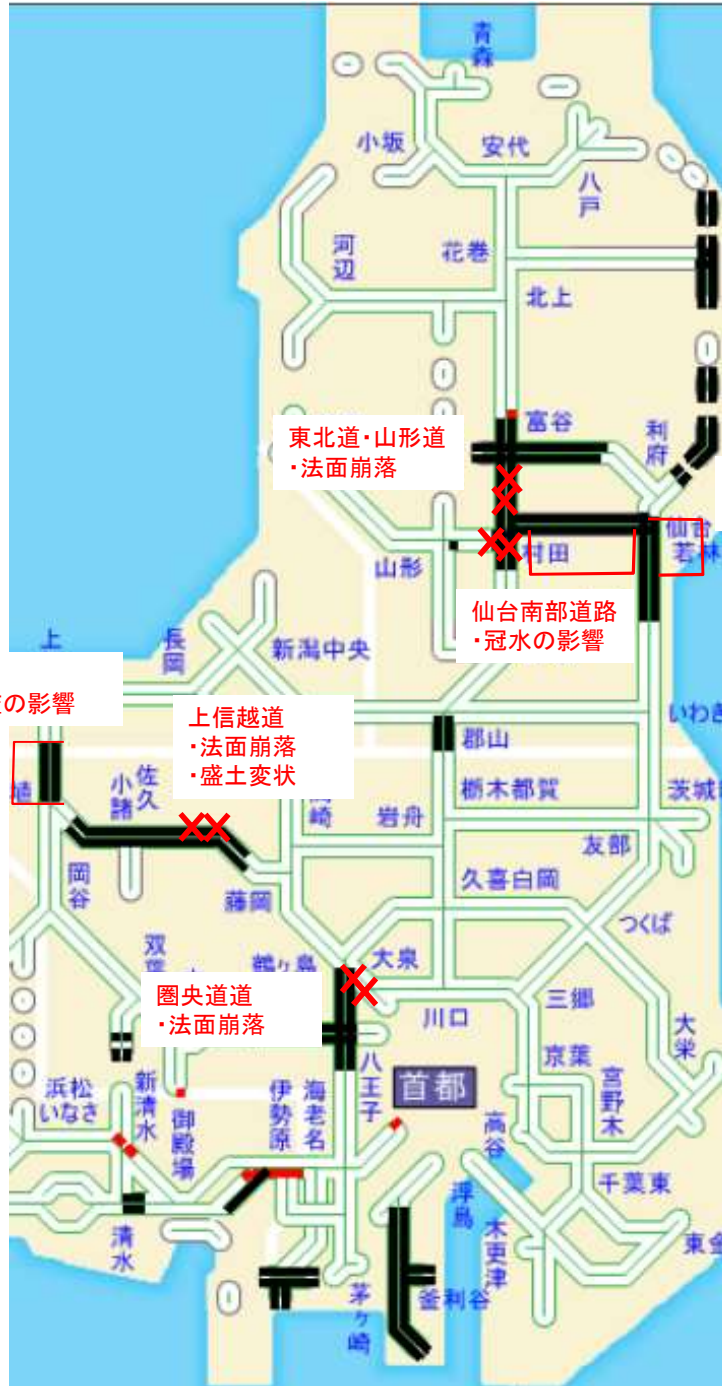 青森
小坂
安代
八戸
河辺
花巻
北上
東北道・山形道
・法面崩落
富谷
利府
仙台
若林
山形
村田
仙台南部道路
・冠水の影響
上
長岡
新潟中央
の影響
上信越道
・法面崩落
・盛土変状
いわき
郡山
佐久
小諸
崎
岩舟
栃木都賀
茨城
友部
岡谷
藤岡
久喜白岡
つくば
双葉
鶴ヶ島
大泉
圏央道道
・法面崩落
川口
三郷
大栄
京葉
宮野木
浜松
いなさ
新清水
御殿場
伊勢原
海老名
八王子
首都
高谷
千葉東
浮島
木更津
東金
清水
茅ヶ崎
釜利谷